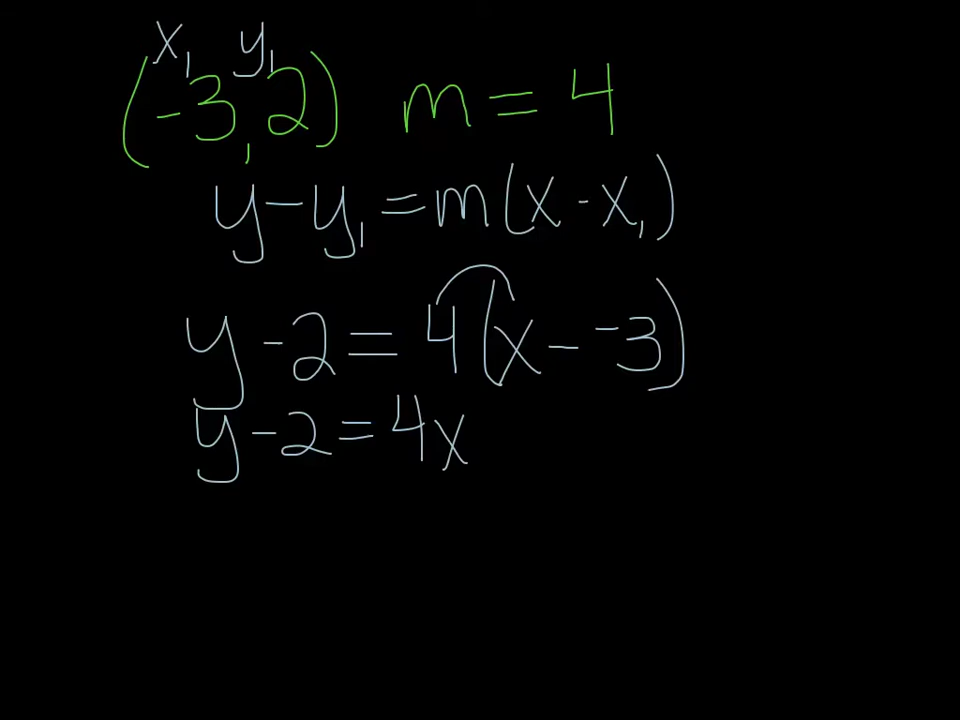 x₁ y₁
(-3,2) m = 4
y-y₁ = m(x - x₁)
y - 2 = 4(x - -3)
y - 2 = 4x